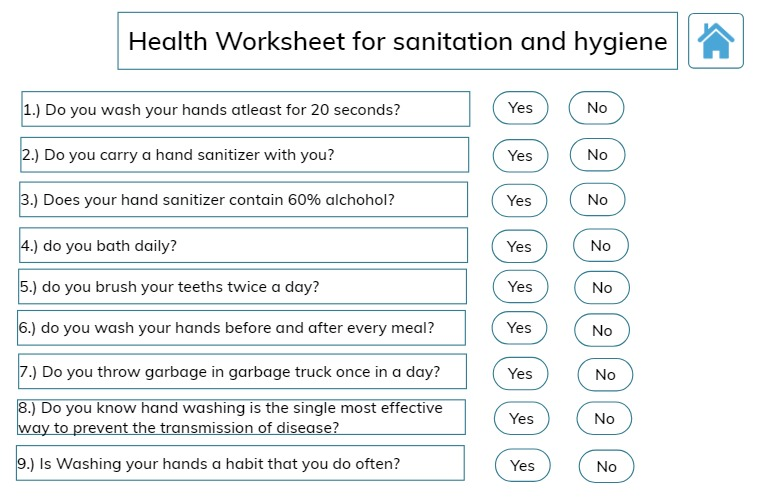 Health Worksheet for sanitation and hygiene
1.) Do you wash your hands atleast for 20 seconds? Yes No
2.) Do you carry a hand sanitizer with you? Yes No
3.) Does your hand sanitizer contain 60% alchohol? Yes No
4.) do you bath daily? Yes No
5.) do you brush your teeths twice a day? Yes No
6.) do you wash your hands before and after every meal? Yes No
7.) Do you throw garbage in garbage truck once in a day? Yes No
8.) Do you know hand washing is the single most effective
way to prevent the transmission of disease? Yes No
9.) Is Washing your hands a habit that you do often? Yes No